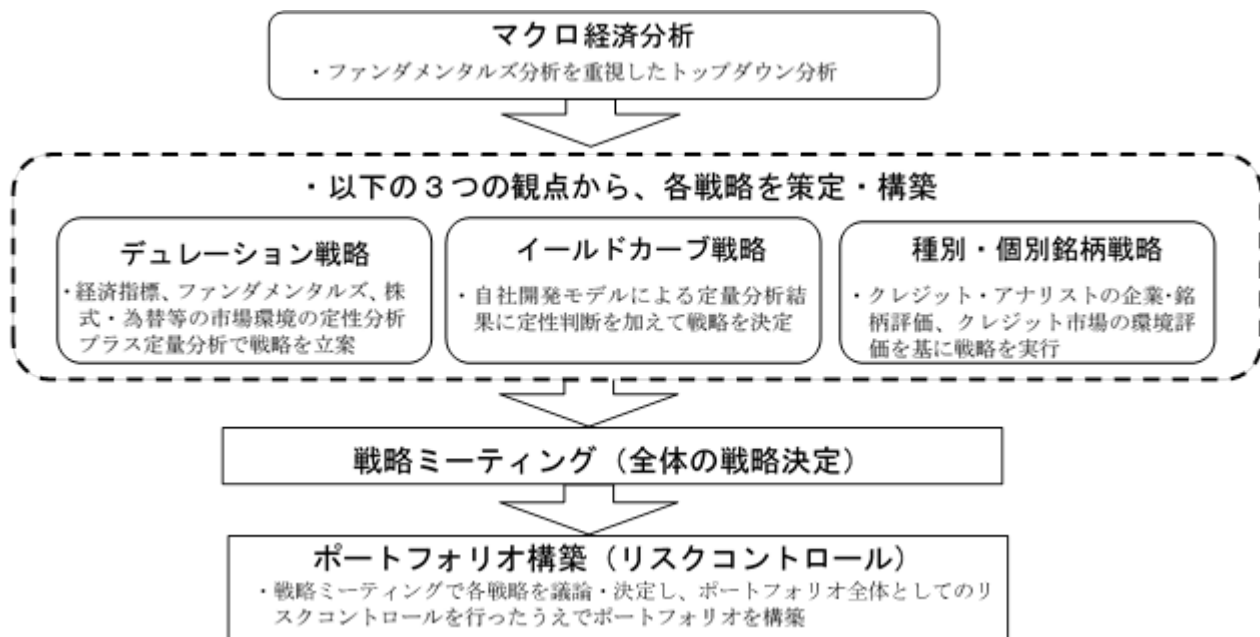 マクロ経済分析
・ファンダメンタルズ分析を重視したトップダウン分析
・以下の３つの観点から、各戦略を策定・構築
デュレーション戦略
・経済指標、ファンダメンタルズ、株
式・為替等の市場環境の定性分析
プラス定量分析で戦略を立案
イールドカーブ戦略
・自社開発モデルによる定量分析結
果に定性判断を加えて戦略を決定
種別・個別銘柄戦略
・クレジット・アナリストの企業・銘
柄評価、クレジット市場の環境評
価を基に戦略を実行
戦略ミーティング（全体の戦略決定）
ポートフォリオ構築（リスクコントロール）
・戦略ミーティングで各戦略を議論・決定し、ポートフォリオ全体としてのリ
スクコントロールを行ったうえでポートフォリオを構築